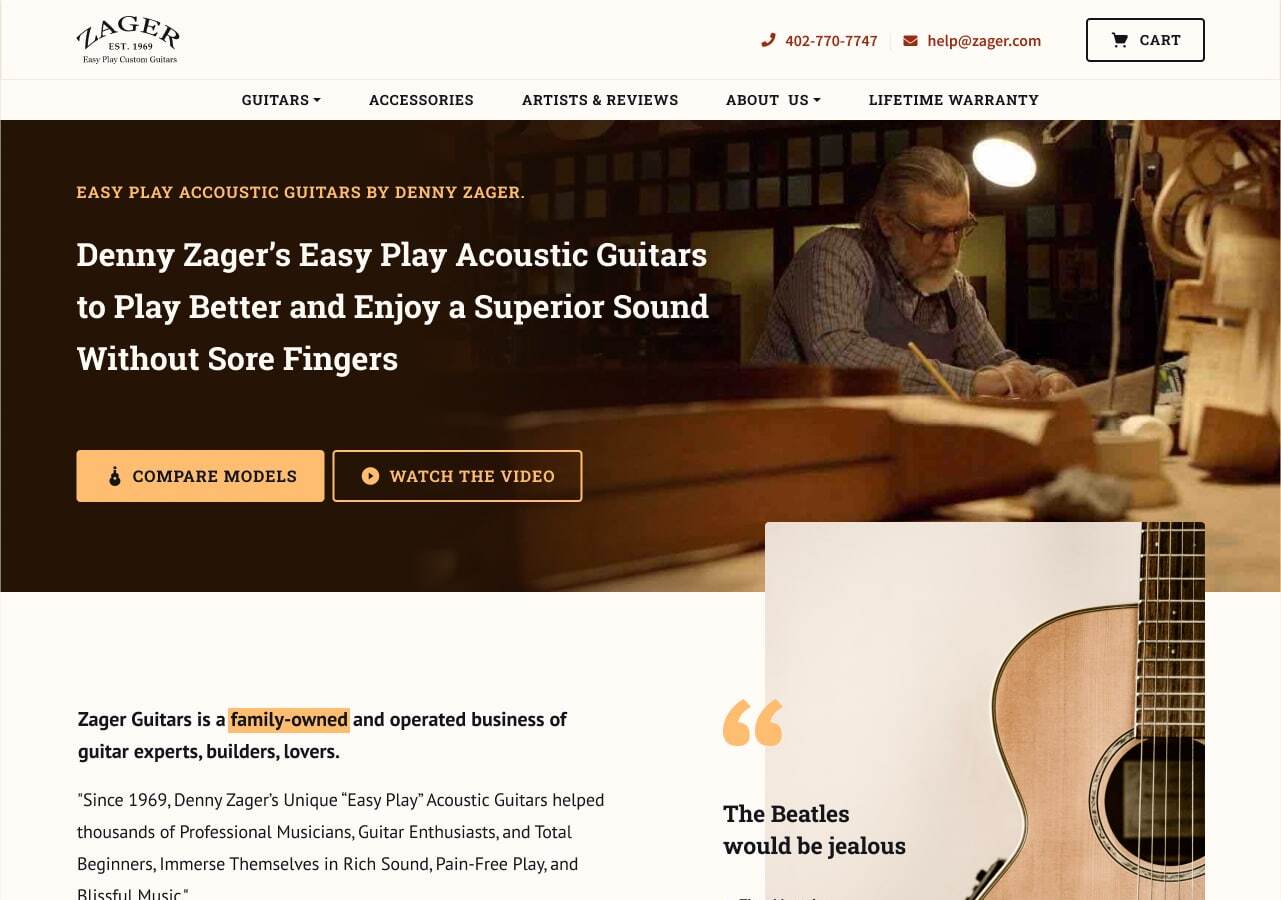 ZAGER
EST. 1969
Easy Play Custom Guitars
402-770-7747
help@zager.com
CART
GUITARS
ACCESSORIES
ARTISTS & REVIEWS
ABOUT US
LIFETIME WARRANTY
EASY PLAY ACCOUSTIC GUITARS BY DENNY ZAGER.
Denny Zager’s Easy Play Acoustic Guitars
to Play Better and Enjoy a Superior Sound
Without Sore Fingers
COMPARE MODELS
WATCH THE VIDEO
Zager Guitars is a family-owned and operated business of
guitar experts, builders, lovers.
"Since 1969, Denny Zager’s Unique “Easy Play” Acoustic Guitars helped
thousands of Professional Musicians, Guitar Enthusiasts, and Total
Beginners, Immerse Themselves in Rich Sound, Pain-Free Play, and
Blissful Music."
“
The Beatles
would be jealous